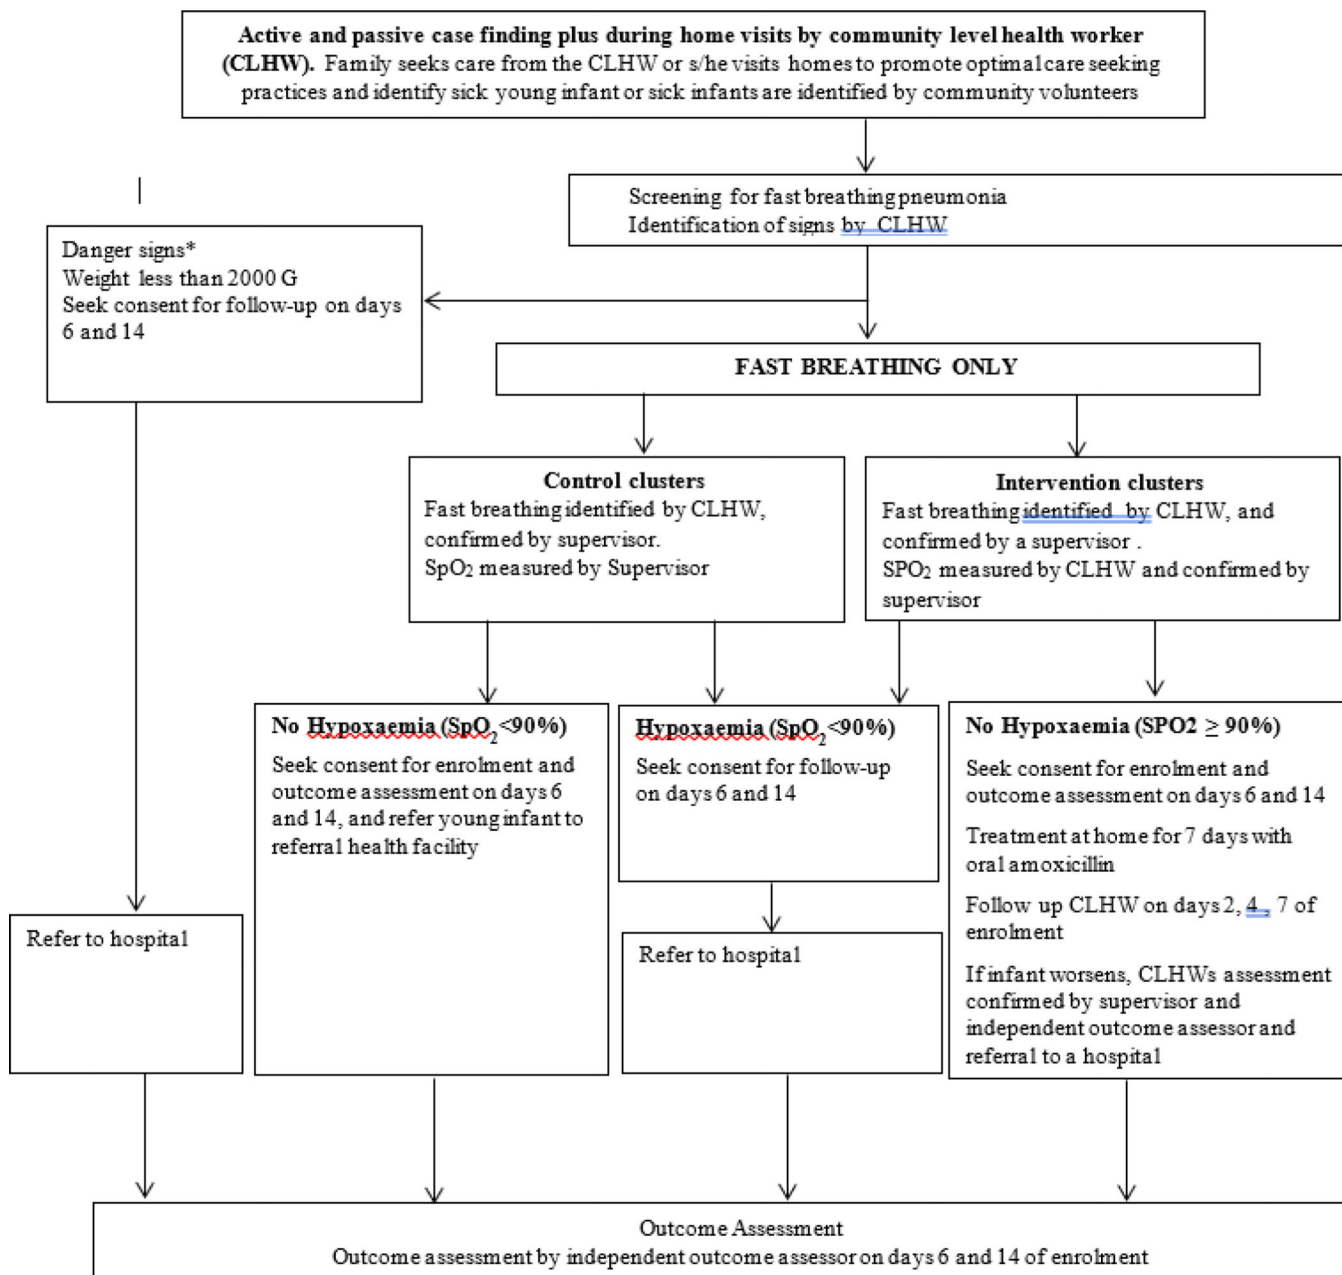 Active and passive case finding plus during home visits by community level health worker
(CLHW). Family seeks care from the CLHW or s/he visits homes to promote optimal care seeking
practices and identify sick young infant or sick infants are identified by community volunteers
Screening for fast breathing pneumonia
Identification of signs by CLHW
Danger signs*
Weight less than 2000 G
Seek consent for follow-up on days
6 and 14
FAST BREATHING ONLY
Control clusters
Fast breathing identified by CLHW,
confirmed by supervisor.
SpO₂ measured by Supervisor
Intervention clusters
Fast breathing identified by CLHW, and
confirmed by a supervisor .
SPO₂ measured by CLHW and confirmed by
supervisor
No Hypoxaemia (SpO₂<90%)
Seek consent for enrolment and
outcome assessment on days 6
and 14, and refer young infant to
referral health facility
Hypoxaemia (SpO₂<90%)
Seek consent for follow-up
on days 6 and 14
No Hypoxaemia (SPO2 ≥ 90%)
Seek consent for enrolment and
outcome assessment on days 6 and 14
Treatment at home for 7 days with
oral amoxicillin
Follow up CLHW on days 2, 4 , 7 of
enrolment
If infant worsens, CLHWs assessment
confirmed by supervisor and
independent outcome assessor and
referral to a hospital
Refer to hospital
Refer to hospital
Outcome Assessment
Outcome assessment by independent outcome assessor on days 6 and 14 of enrolment